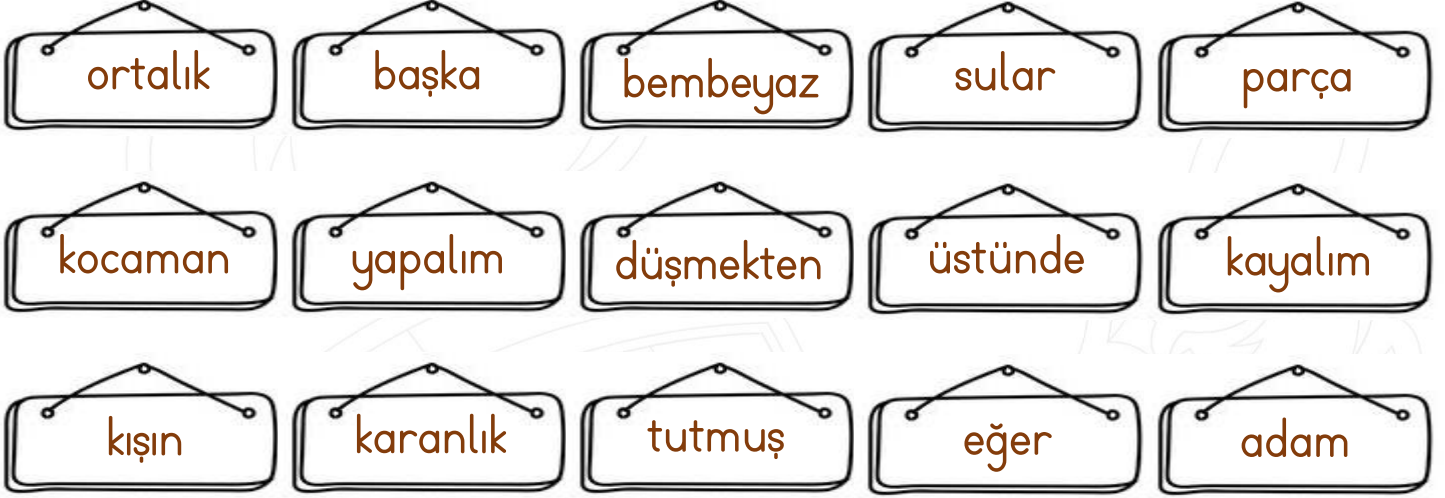 ortalık başka bembeyaz sular parça
kocaman yapalım düşmekten üstünde kayalım
kışın karanlık tutmuş eğer adam